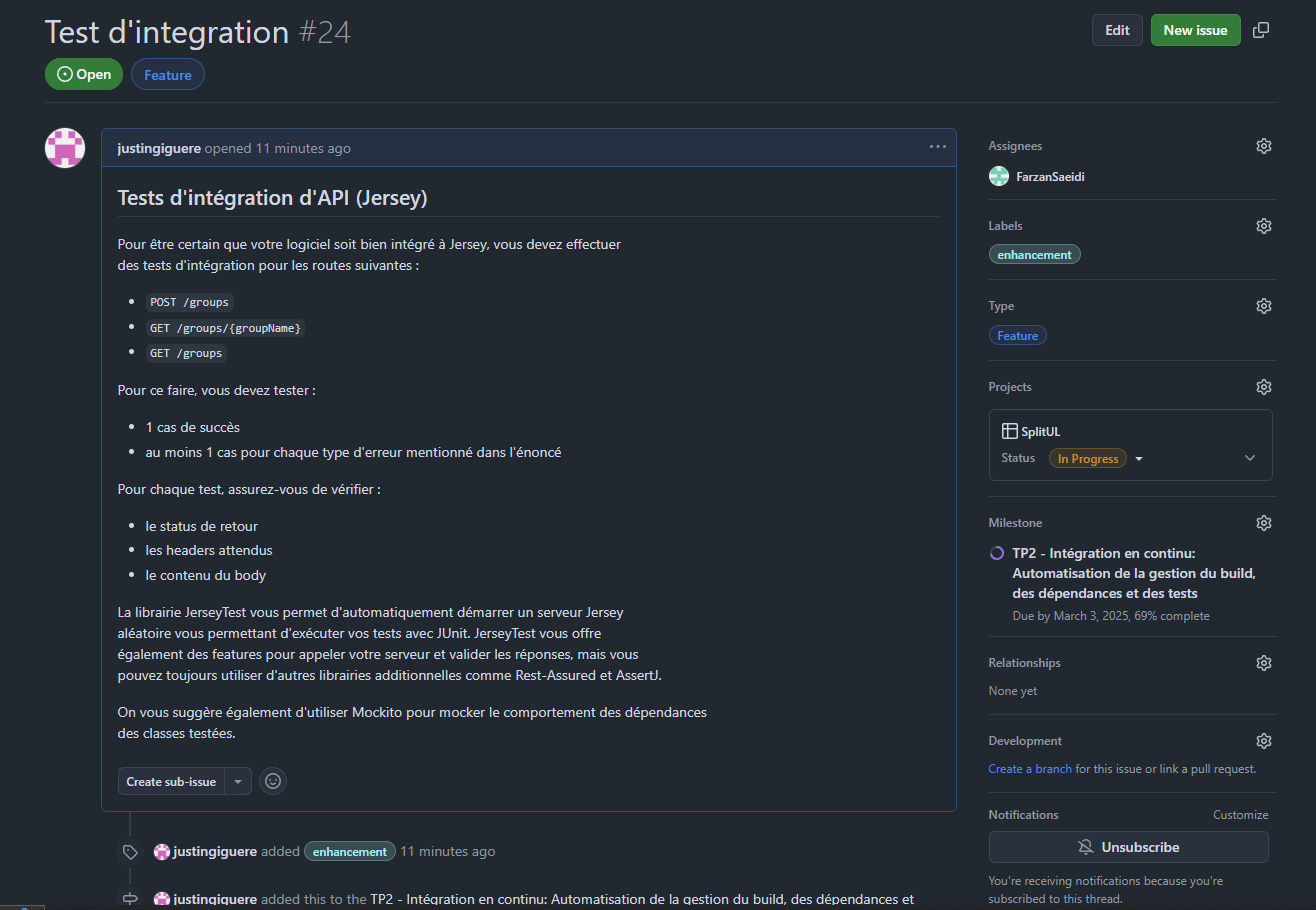 Test d'integration #24
Edit
New issue
Open
Feature
justingiguere opened 11 minutes ago
Tests d'intégration d'API (Jersey)
Pour être certain que votre logiciel soit bien intégré à Jersey, vous devez effectuer
des tests d'intégration pour les routes suivantes :
POST /groups
GET /groups/{groupName}
GET /groups
Pour ce faire, vous devez tester :
1 cas de succès
au moins 1 cas pour chaque type d'erreur mentionné dans l'énoncé
Pour chaque test, assurez-vous de vérifier :
le status de retour
les headers attendus
le contenu du body
La librairie JerseyTest vous permet d'automatiquement démarrer un serveur Jersey
aléatoire vous permettant d'exécuter vos tests avec JUnit. JerseyTest vous offre
également des features pour appeler votre serveur et valider les réponses, mais vous
pouvez toujours utiliser d'autres librairies additionnelles comme Rest-Assured et AssertJ.
On vous suggère également d'utiliser Mockito pour mocker le comportement des dépendances
des classes testées.
Create sub-issue
justingiguere added enhancement 11 minutes ago
justingiguere added this to the TP2 - Intégration en continu: Automatisation de la gestion du build, des dépendances et
Assignees
FarzanSaeidi
Labels
enhancement
Type
Feature
Projects
SplitUL
Status In Progress
Milestone
TP2 - Intégration en continu:
Automatisation de la gestion du build,
des dépendances et des tests
Due by March 3, 2025, 69% complete
Relationships
None yet
Development
Create a branch for this issue or link a pull request.
Notifications
Customize
Unsubscribe
You're receiving notifications because you're
subscribed to this thread.